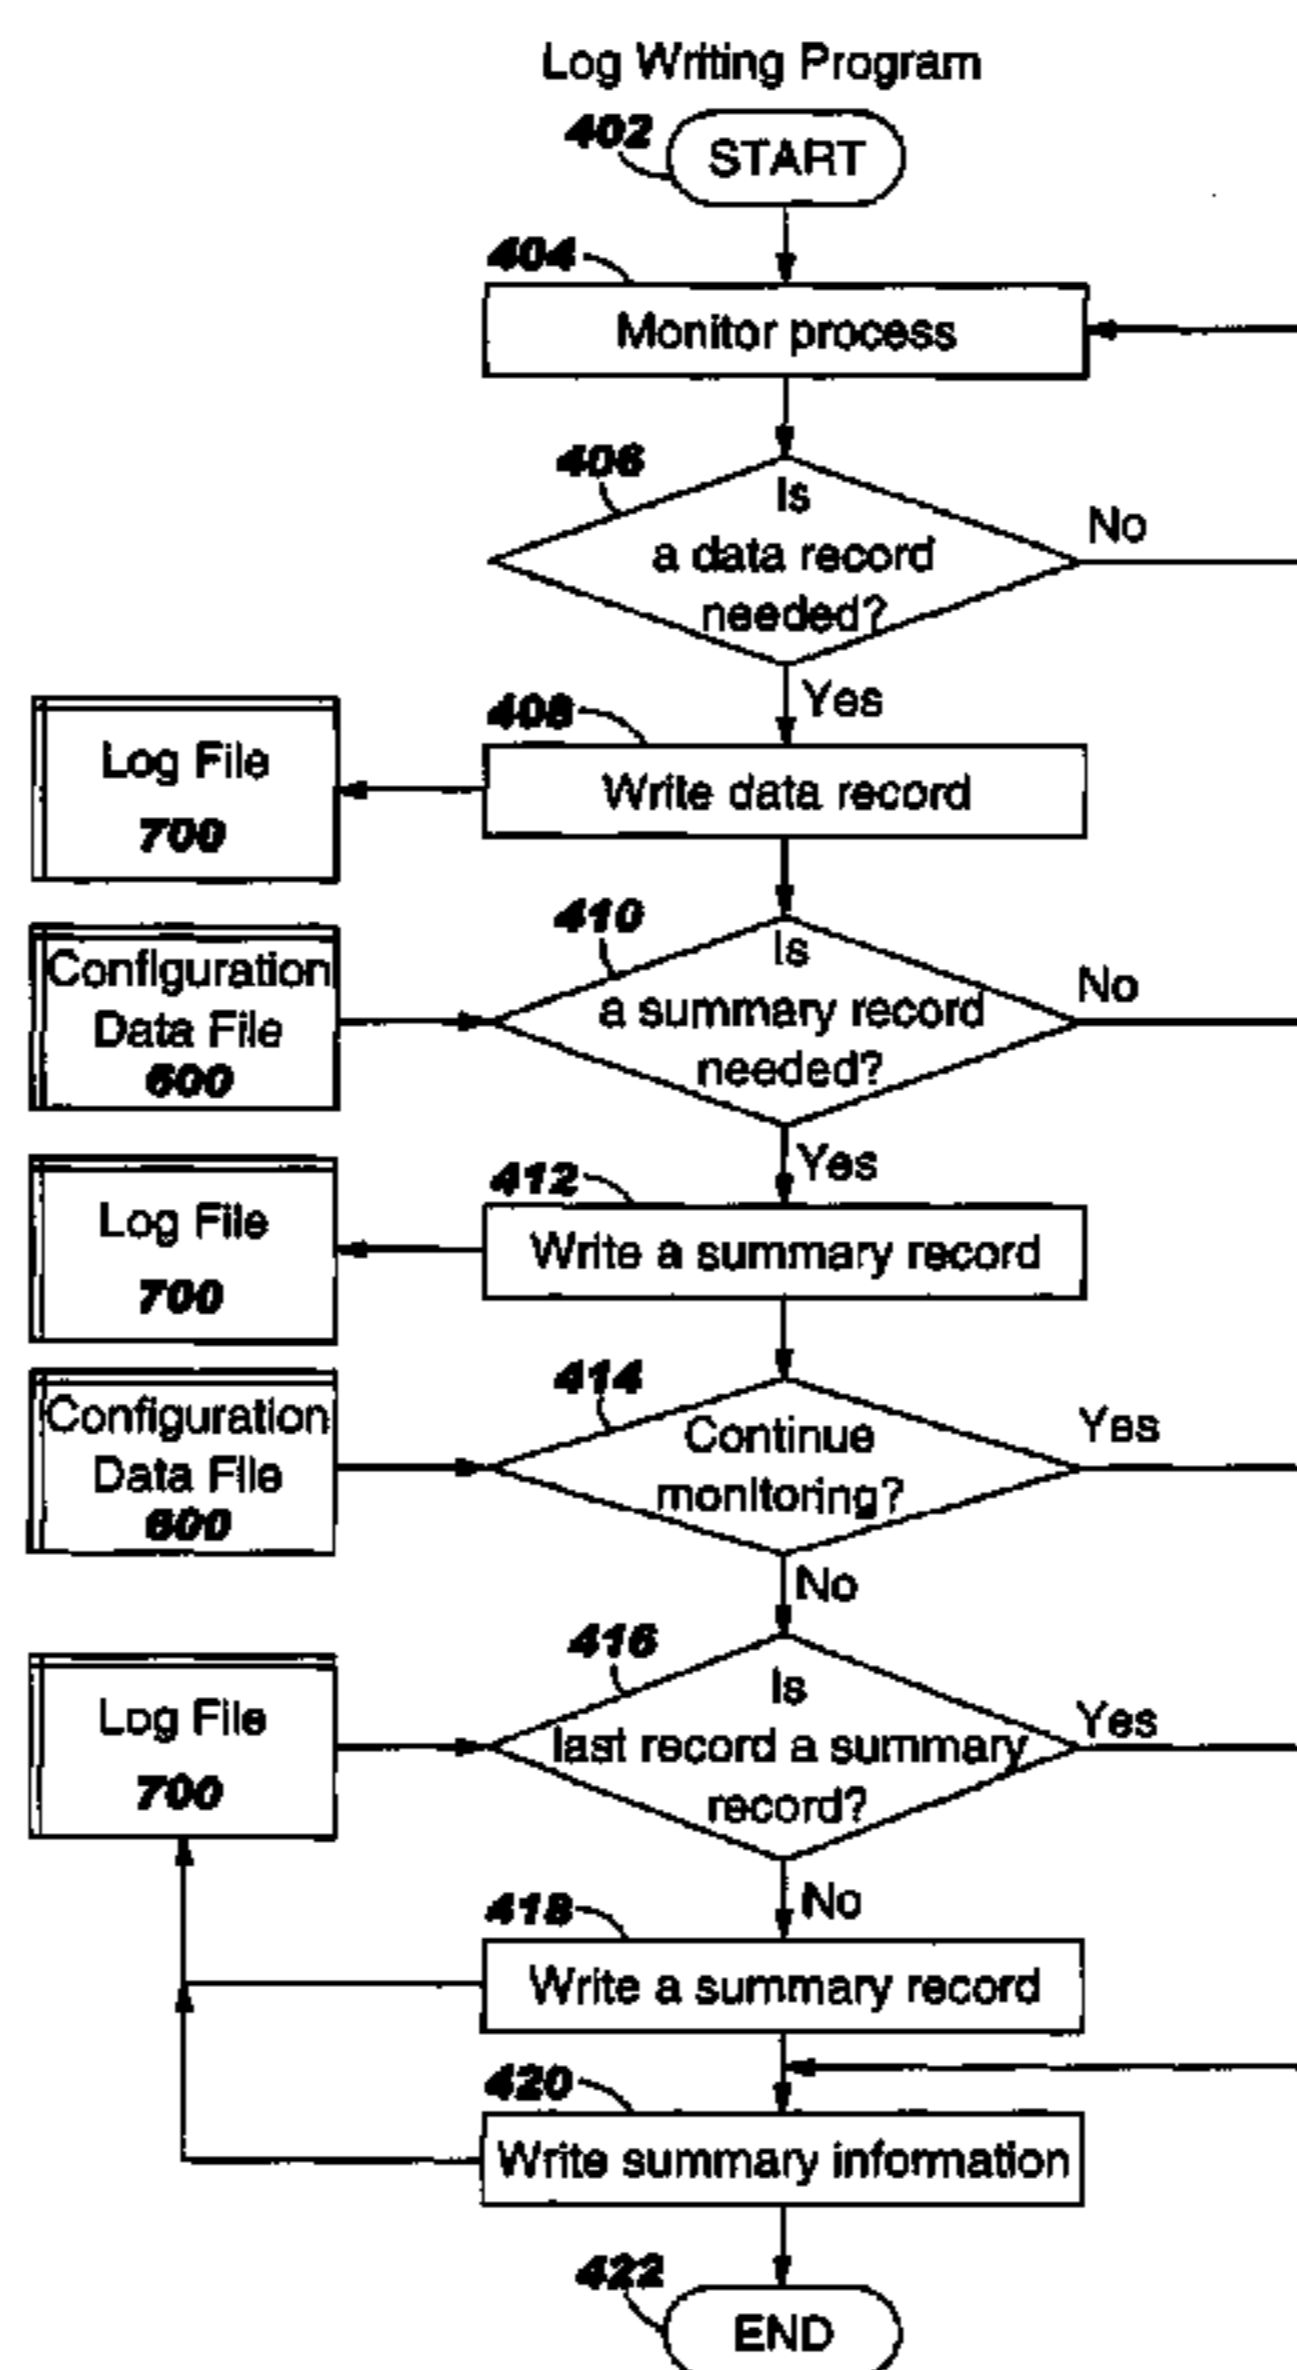 Log Writing Program
402
START
404
Monitor process
406
Is
a data record
needed?
No
Yes
408
Write data record
Log File
700
410
Is
a summary record
needed?
No
Configuration
Data File
600
Yes
412
Write a summary record
Log File
700
414
Continue
monitoring?
Yes
Configuration
Data File
600
No
416
Is
last record a summary
record?
Yes
Log File
700
No
418
Write a summary record
420
Write summary information
422
END